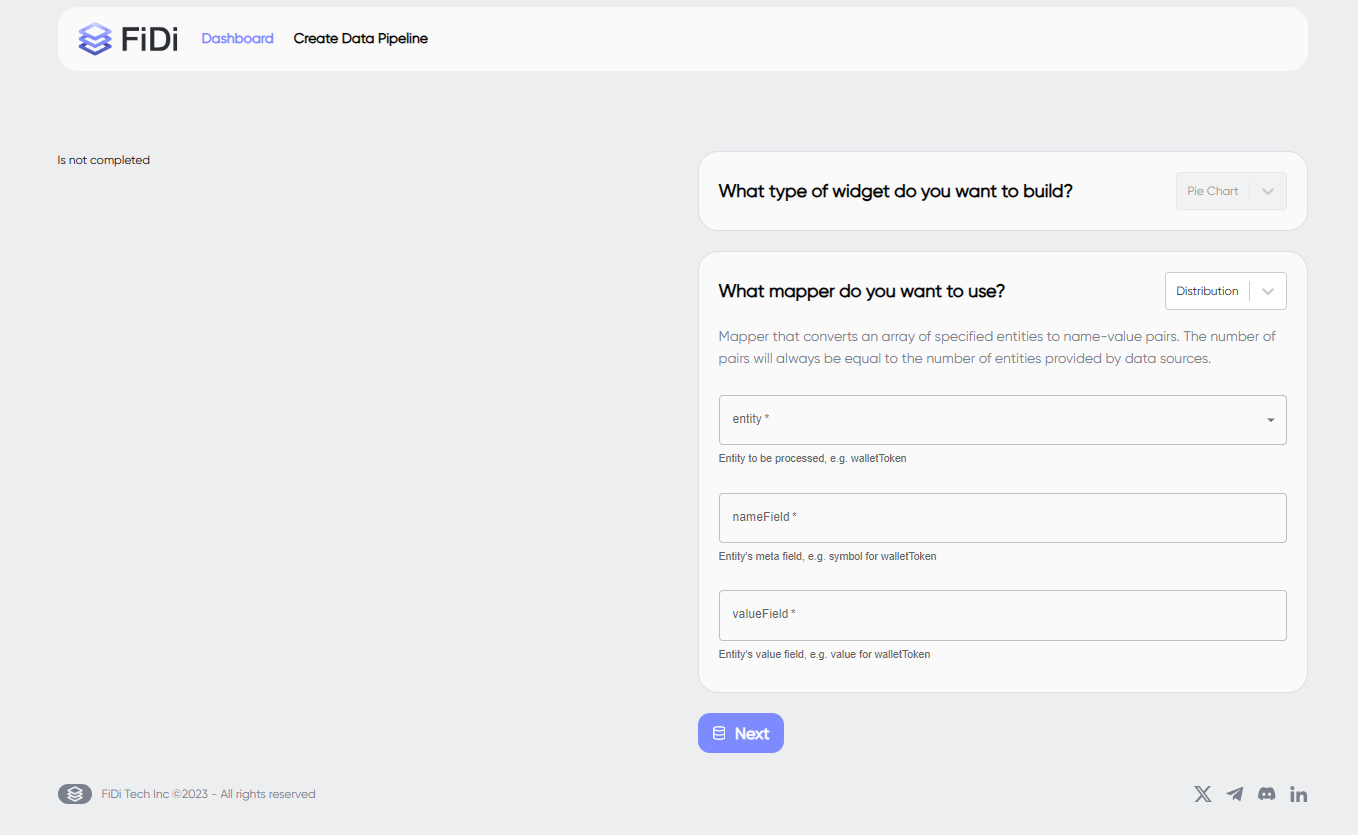 FiDi
Dashboard
Create Data Pipeline
Is not completed
What type of widget do you want to build?
Pie Chart
What mapper do you want to use?
Distribution
Mapper that converts an array of specified entities to name-value pairs. The number of
pairs will always be equal to the number of entities provided by data sources.
entity *
Entity to be processed, e.g. walletToken
nameField *
Entity's meta field, e.g. symbol for walletToken
valueField *
Entity's value field, e.g. value for walletToken
Next
FiDi Tech Inc ©2023 - All rights reserved